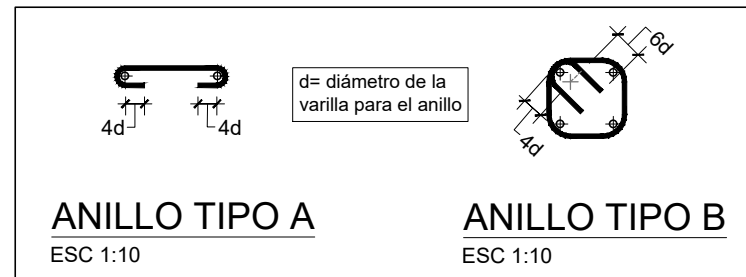 4d
4d
d= diámetro de la
varilla para el anillo
6d
4d
ANILLO TIPO A
ESC 1:10
ANILLO TIPO B
ESC 1:10